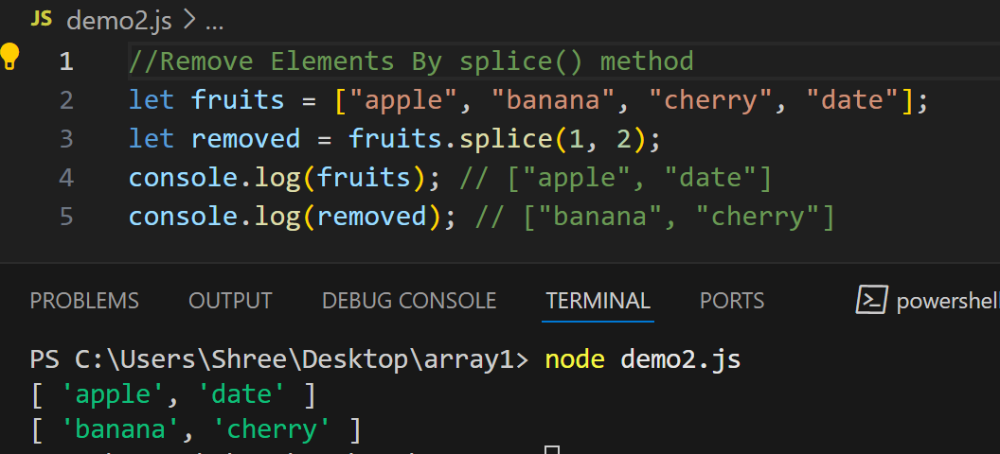 JS demo2.js > ...
1 //Remove Elements By splice() method
2 let fruits = ["apple", "banana", "cherry", "date"];
3 let removed = fruits.splice(1, 2);
4 console.log(fruits); // ["apple", "date"]
5 console.log(removed); // ["banana", "cherry"]
PROBLEMS OUTPUT DEBUG CONSOLE TERMINAL PORTS powershell
PS C:\Users\Shree\Desktop\array1> node demo2.js
[ 'apple', 'date' ]
[ 'banana', 'cherry' ]